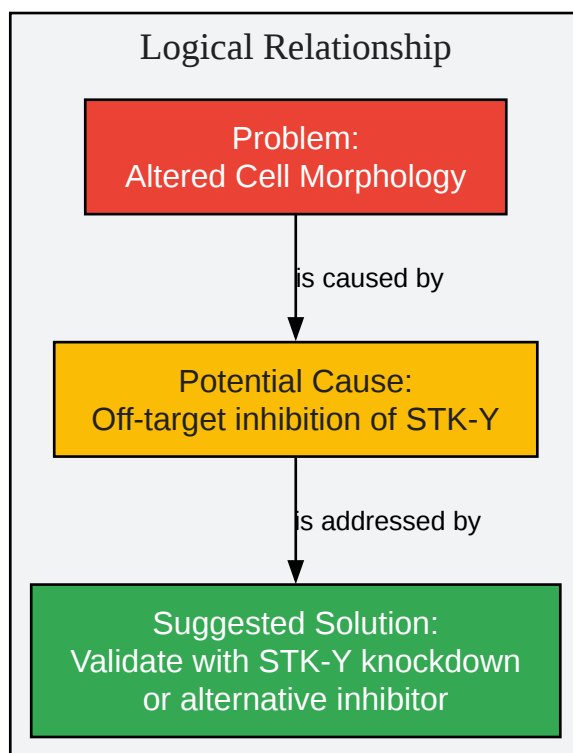 Logical Relationship
Problem:
Altered Cell Morphology
is caused by
Potential Cause:
Off-target inhibition of STK-Y
is addressed by
Suggested Solution:
Validate with STK-Y knockdown
or alternative inhibitor